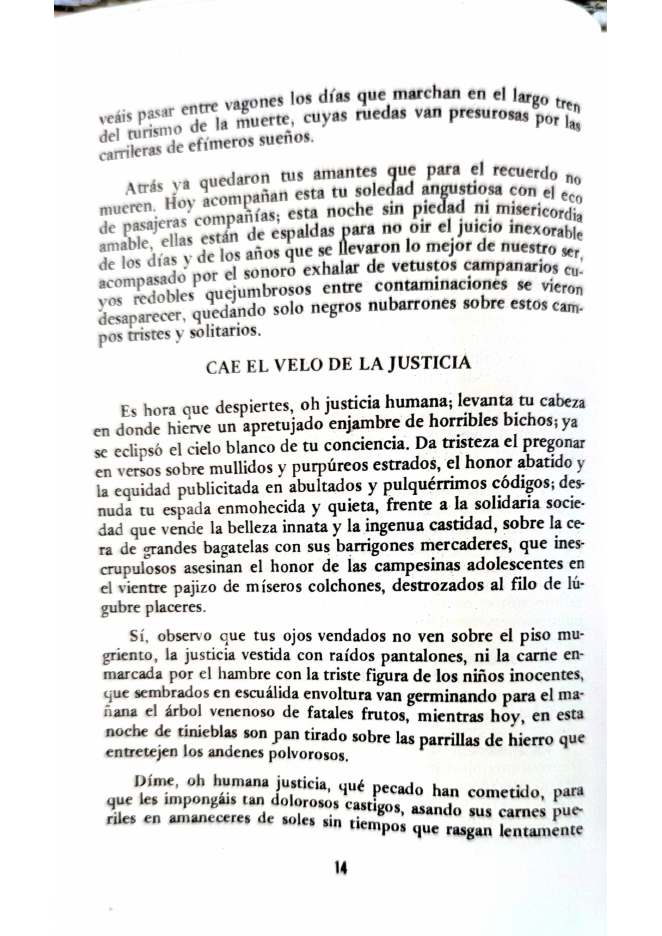 veáis pasar entre vagones los días que marchan en el largo tren
del turismo de la muerte, cuyas ruedas van presurosas por las
carrileras de efímeros sueños.
Atrás ya quedaron tus amantes que para el recuerdo no
mueren. Hoy acompañan esta tu soledad angustiosa con el eco
de pasajeras compañías; esta noche sin piedad ni misericordia
amable, ellas están de espaldas para no oir el juicio inexorable
de los días y de los años que se llevaron lo mejor de nuestro ser,
acompasado por el sonoro exhalar de vetustos campanarios cu-
yos redobles quejumbrosos entre contaminaciones se vieron
desaparecer, quedando solo negros nubarrones sobre estos cam-
pos tristes y solitarios.
CAE EL VELO DE LA JUSTICIA
Es hora que despiertes, oh justicia humana; levanta tu cabeza
en donde hierve un apretujado enjambre de horribles bichos; ya
se eclipsó el cielo blanco de tu conciencia. Da tristeza el pregonar
en versos sobre mullidos y purpúreos estrados, el honor abatido y
la equidad publicitada en abultados y pulquérrimos códigos; des-
nuda tu espada enmohecida y quieta, frente a la solidaria socie-
dad que vende la belleza innata y la ingenua castidad, sobre la ce-
ra de grandes bagatelas con sus barrigones mercaderes, que ines-
crupulosos asesinan el honor de las campesinas adolescentes en
el vientre pajizo de míseros colchones, destrozados al filo de lú-
gubre placeres.
Sí, observo que tus ojos vendados no ven sobre el piso mu-
griento, la justicia vestida con raídos pantalones, ni la carne en-
marcada por el hambre con la triste figura de los niños inocentes,
que sembrados en escuálida envoltura van germinando para el ma-
ñana el árbol venenoso de fatales frutos, mientras hoy, en esta
noche de tinieblas son pan tirado sobre las parrillas de hierro que
entretejen los andenes polvorosos.
Díme, oh humana justicia, qué pecado han cometido, para
que les impongáis tan dolorosos castigos, asando sus carnes pue-
riles en amaneceres de soles sin tiempos que rasgan lentamente
14